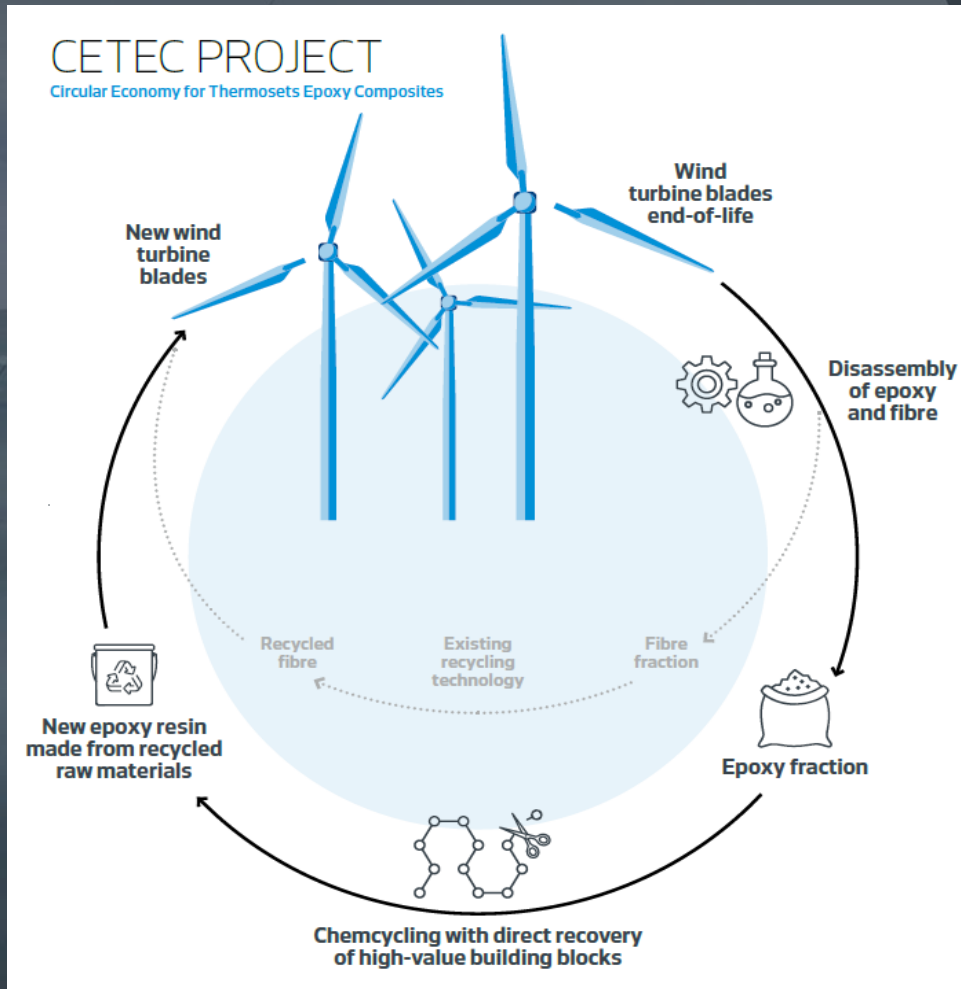 CETEC PROJECT
Circular Economy for Thermosets Epoxy Composites
Wind
turbine blades
end-of-life
New wind
turbine
blades
Disassembly
of epoxy
and fibre
Recycled
fibre
Existing
recycling
technology
Fibre
fraction
New epoxy resin
made from recycled
raw materials
Epoxy fraction
Chemcycling with direct recovery
of high-value building blocks